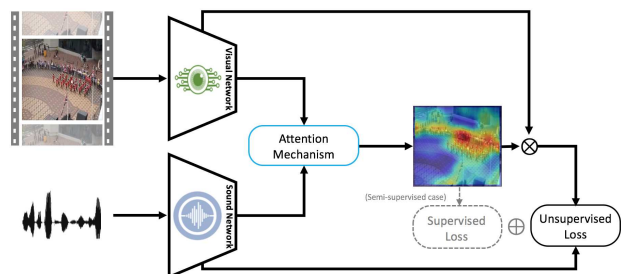 Visual Network
Attention
Mechanism
Sound Network
(Semi-supervised case)
Supervised
Loss
Unsupervised
Loss